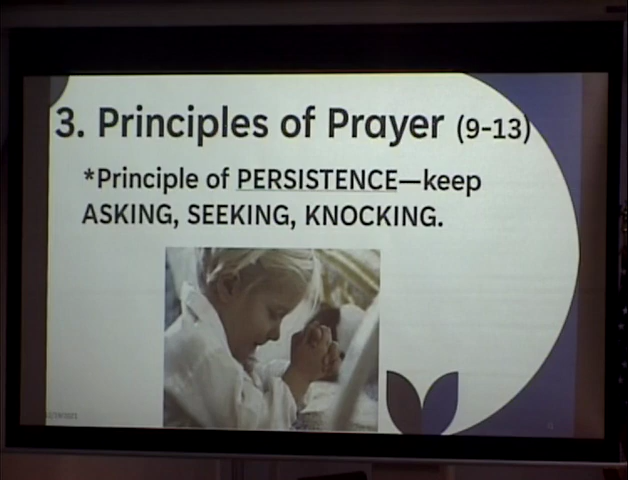 3. Principles of Prayer (9-13)
*Principle of PERSISTENCE—keep
ASKING, SEEKING, KNOCKING.